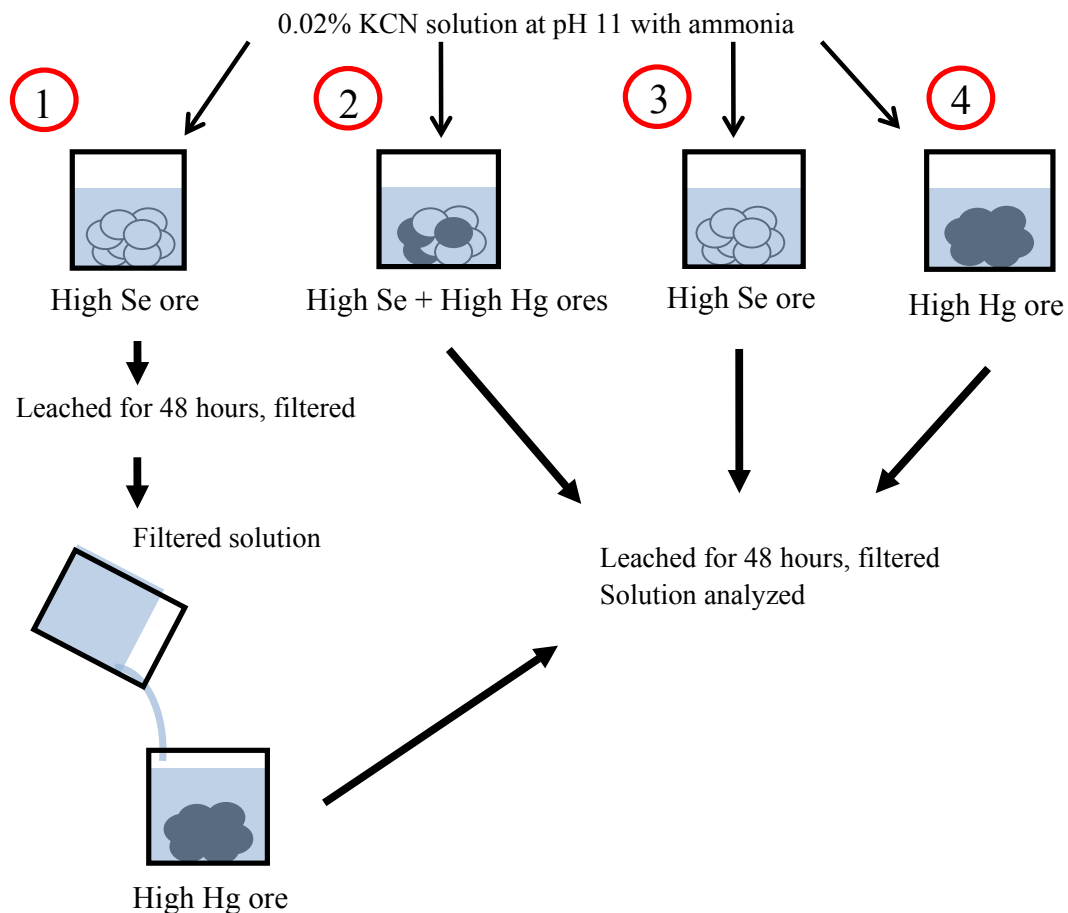 0.02% KCN solution at pH 11 with ammonia
1
2
3
4
High Se ore
High Se + High Hg ores
High Se ore
High Hg ore
Leached for 48 hours, filtered
Filtered solution
Leached for 48 hours, filtered
Solution analyzed
High Hg ore